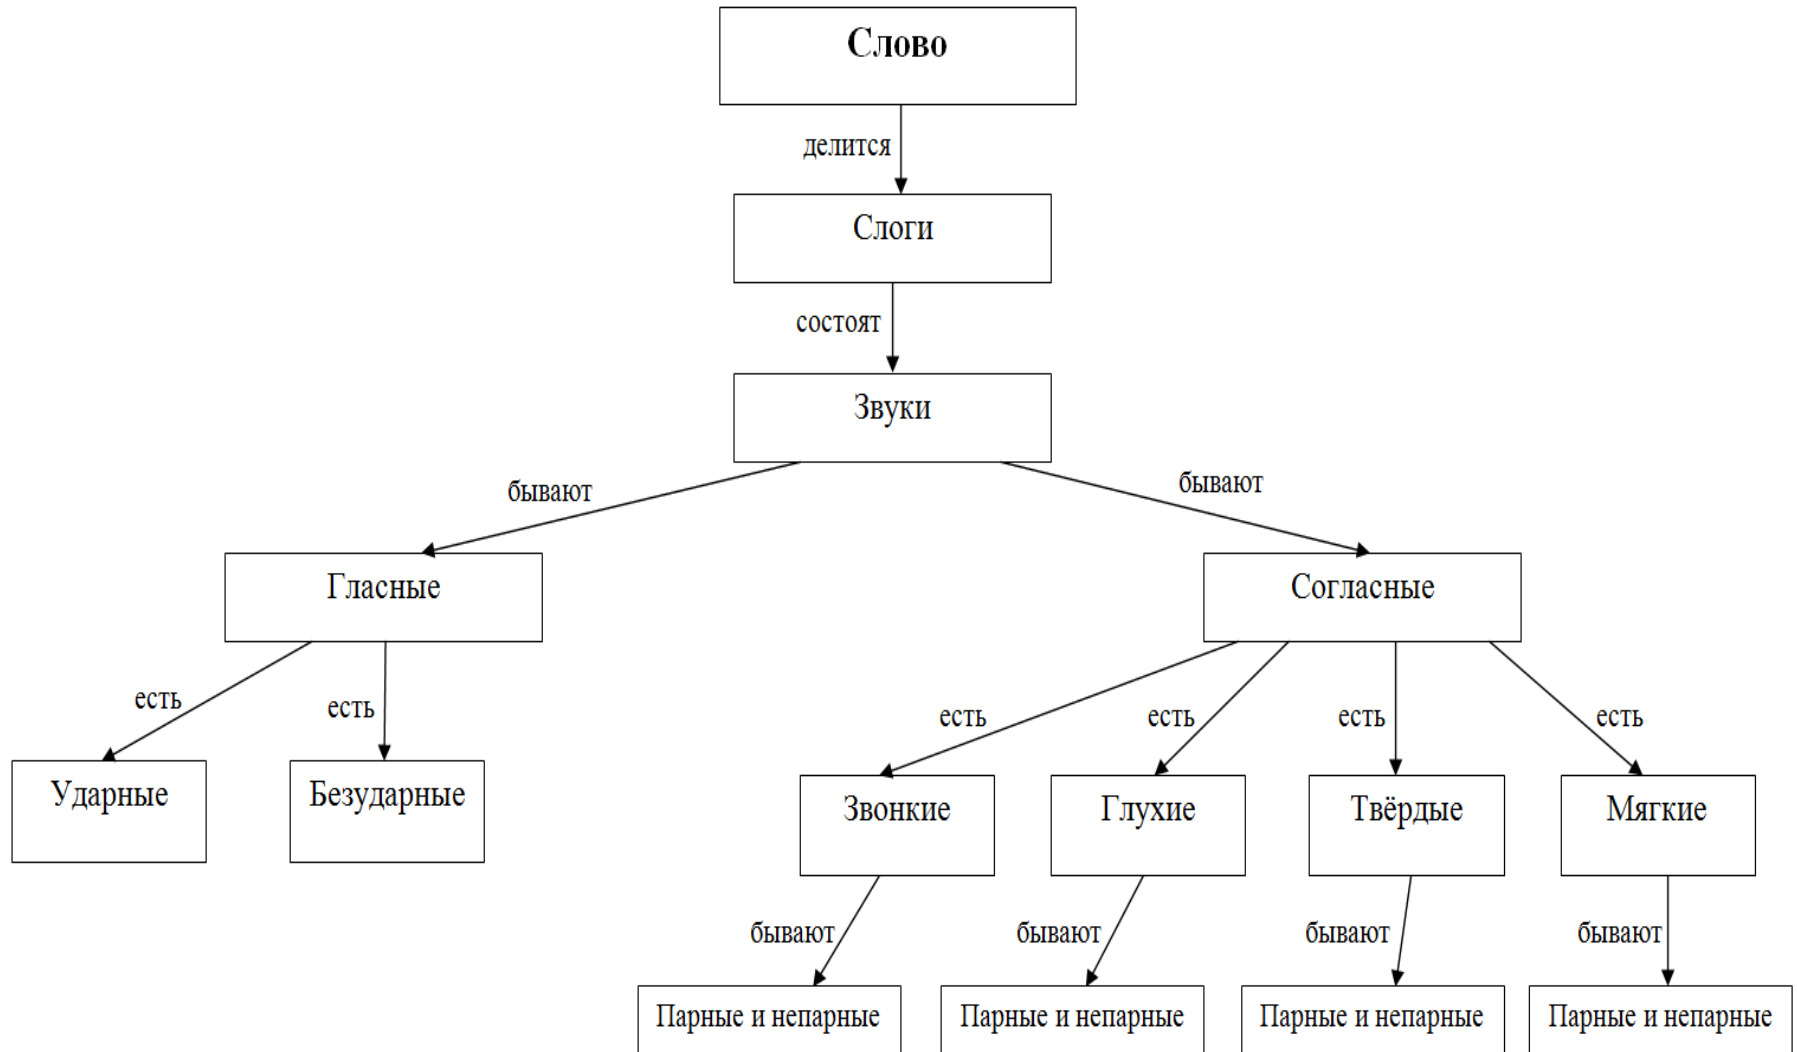 Слово
делится
Слоги
состоят
Звуки
бывают
бывают
Гласные
Согласные
есть
есть
есть
есть
есть
есть
Ударные
Безударные
Звонкие
Глухие
Твёрдые
Мягкие
бывают
бывают
бывают
бывают
Парные и непарные
Парные и непарные
Парные и непарные
Парные и непарные